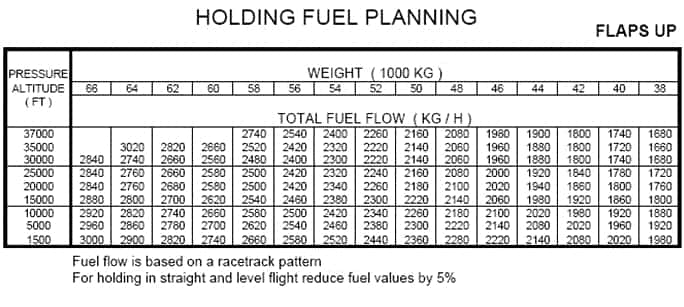 HOLDING FUEL PLANNING
FLAPS UP
PRESSURE ALTITUDE (FT) WEIGHT ( 1000 KG )
66 64 62 60 58 56 54 52 50 48 46 44 42 40 38
TOTAL FUEL FLOW ( KG / H )
37000 2740 2540 2400 2260 2160 2080 1980 1900 1800 1740 1680
35000 3020 2820 2660 2520 2420 2320 2220 2140 2060 1960 1880 1800 1720 1660
30000 2840 2740 2660 2560 2480 2400 2300 2220 2140 2060 1960 1880 1800 1740 1680
25000 2840 2760 2660 2580 2500 2420 2320 2240 2160 2080 2000 1920 1840 1780 1720
20000 2840 2760 2680 2580 2500 2420 2340 2260 2180 2100 2020 1940 1860 1800 1760
15000 2880 2800 2700 2620 2540 2460 2380 2300 2220 2140 2060 1980 1920 1860 1800
10000 2920 2820 2740 2660 2580 2500 2420 2340 2260 2180 2100 2020 1980 1920 1880
5000 2960 2860 2780 2700 2620 2540 2460 2380 2300 2220 2140 2080 2020 1960 1920
1500 3000 2900 2820 2740 2660 2580 2520 2440 2360 2280 2220 2140 2080 2020 1980
Fuel flow is based on a racetrack pattern
For holding in straight and level flight reduce fuel values by 5%